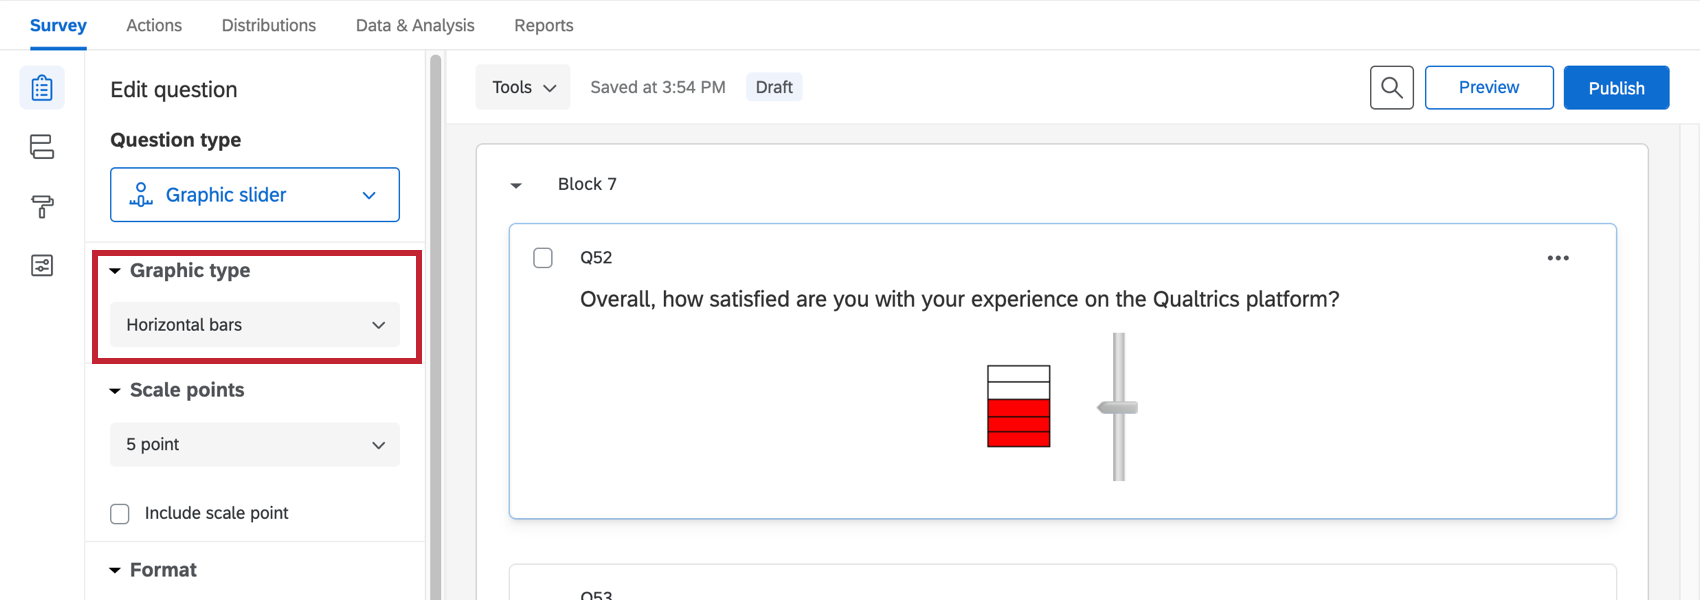 Survey
Actions
Distributions
Data & Analysis
Reports
Edit question
Question type
Graphic slider
Graphic type
Horizontal bars
Scale points
5 point
Include scale point
Format
Tools
Saved at 3:54 PM
Draft
Preview
Publish
Block 7
Q52
Overall, how satisfied are you with your experience on the Qualtrics platform?
Q53